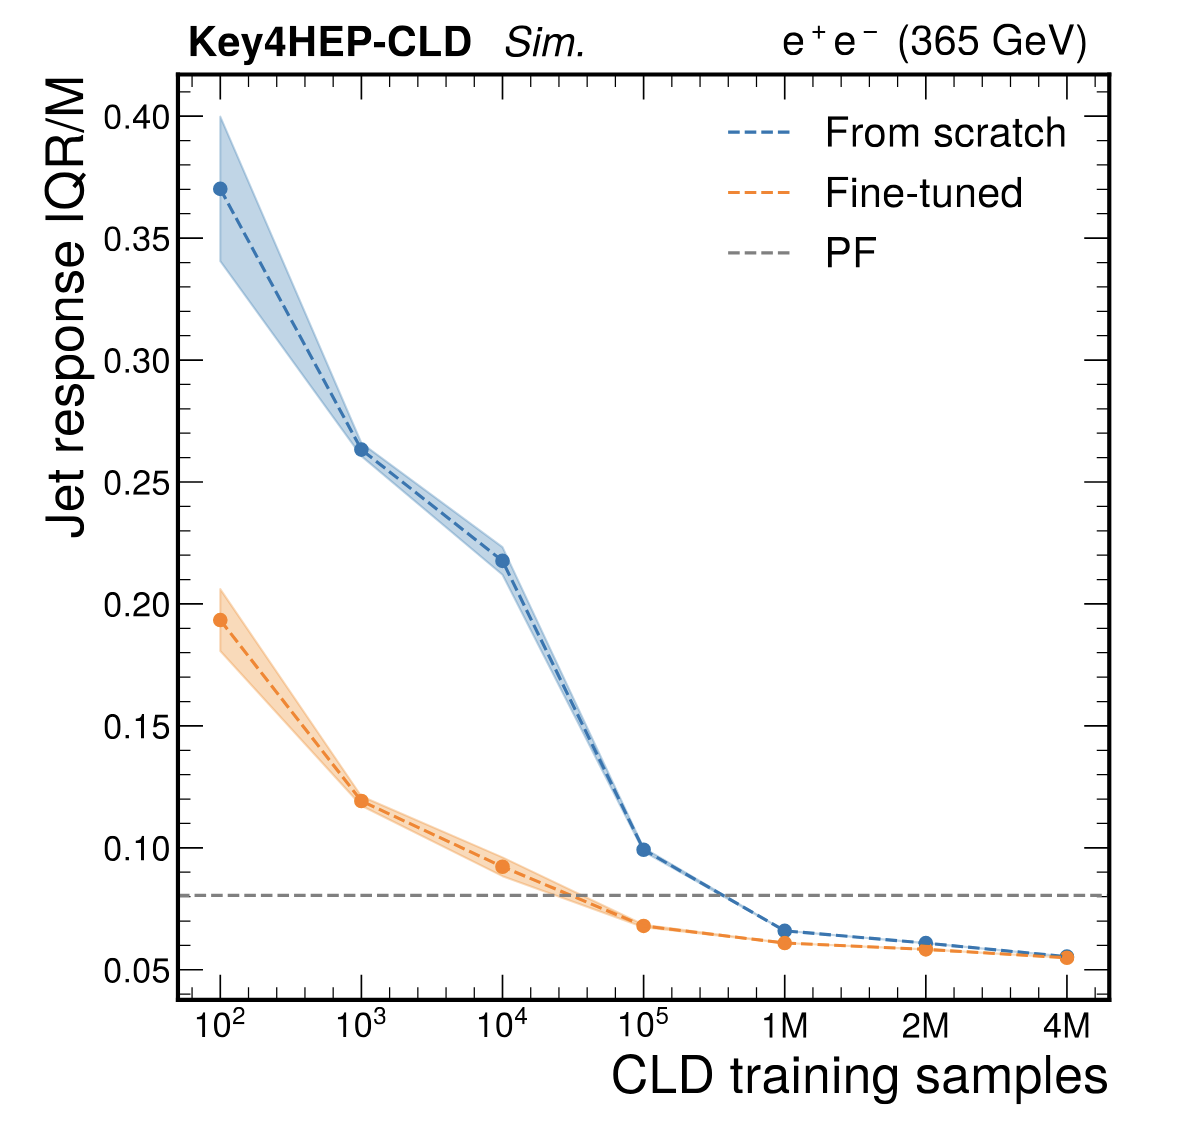 Key4HEP-CLD Sim. e⁺e⁻ (365 GeV)
Jet response IQR/M
0.40
0.35
0.30
0.25
0.20
0.15
0.10
0.05
From scratch
Fine-tuned
PF
10² 10³ 10⁴ 10⁵ 1M 2M 4M
CLD training samples